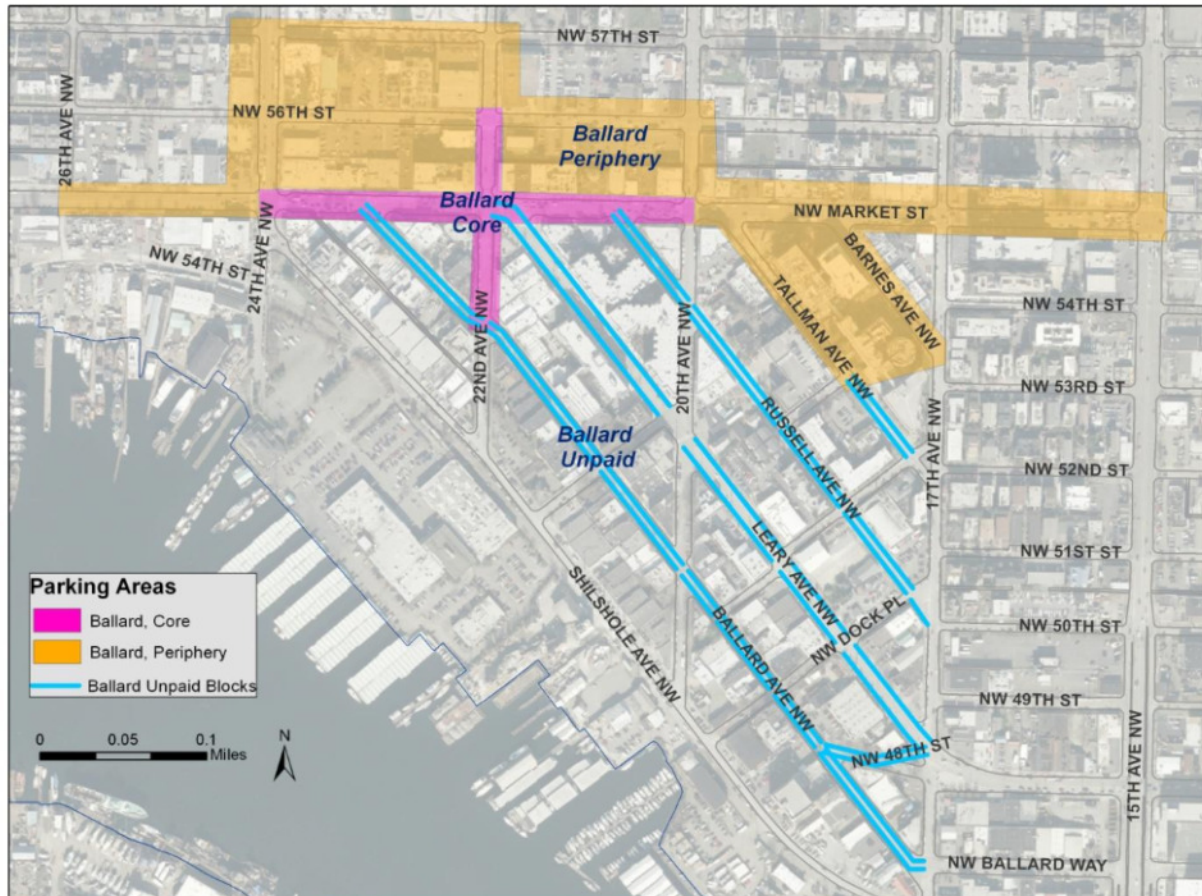 NW 57TH ST
26TH AVE NW
NW 56TH ST
Ballard
Periphery
Ballard
Core
NW MARKET ST
BARNES AVE NW
NW 54TH ST
24TH AVE NW
TALLMAN AVE NW
NW 54TH ST
22ND AVE NW
20TH AVE NW
NW 53RD ST
Ballard
Unpaid
RUSSELL AVE NW
17TH AVE NW
NW 52ND ST
LEARY AVE NW
NW 51ST ST
SHILSHOLE AVE NW
BALLARD AVE NW
NW DOCK PL
NW 50TH ST
NW 49TH ST
NW 48TH ST
15TH AVE NW
NW BALLARD WAY
Parking Areas
Ballard, Core
Ballard, Periphery
Ballard Unpaid Blocks
0 0.05 0.1
Miles
N